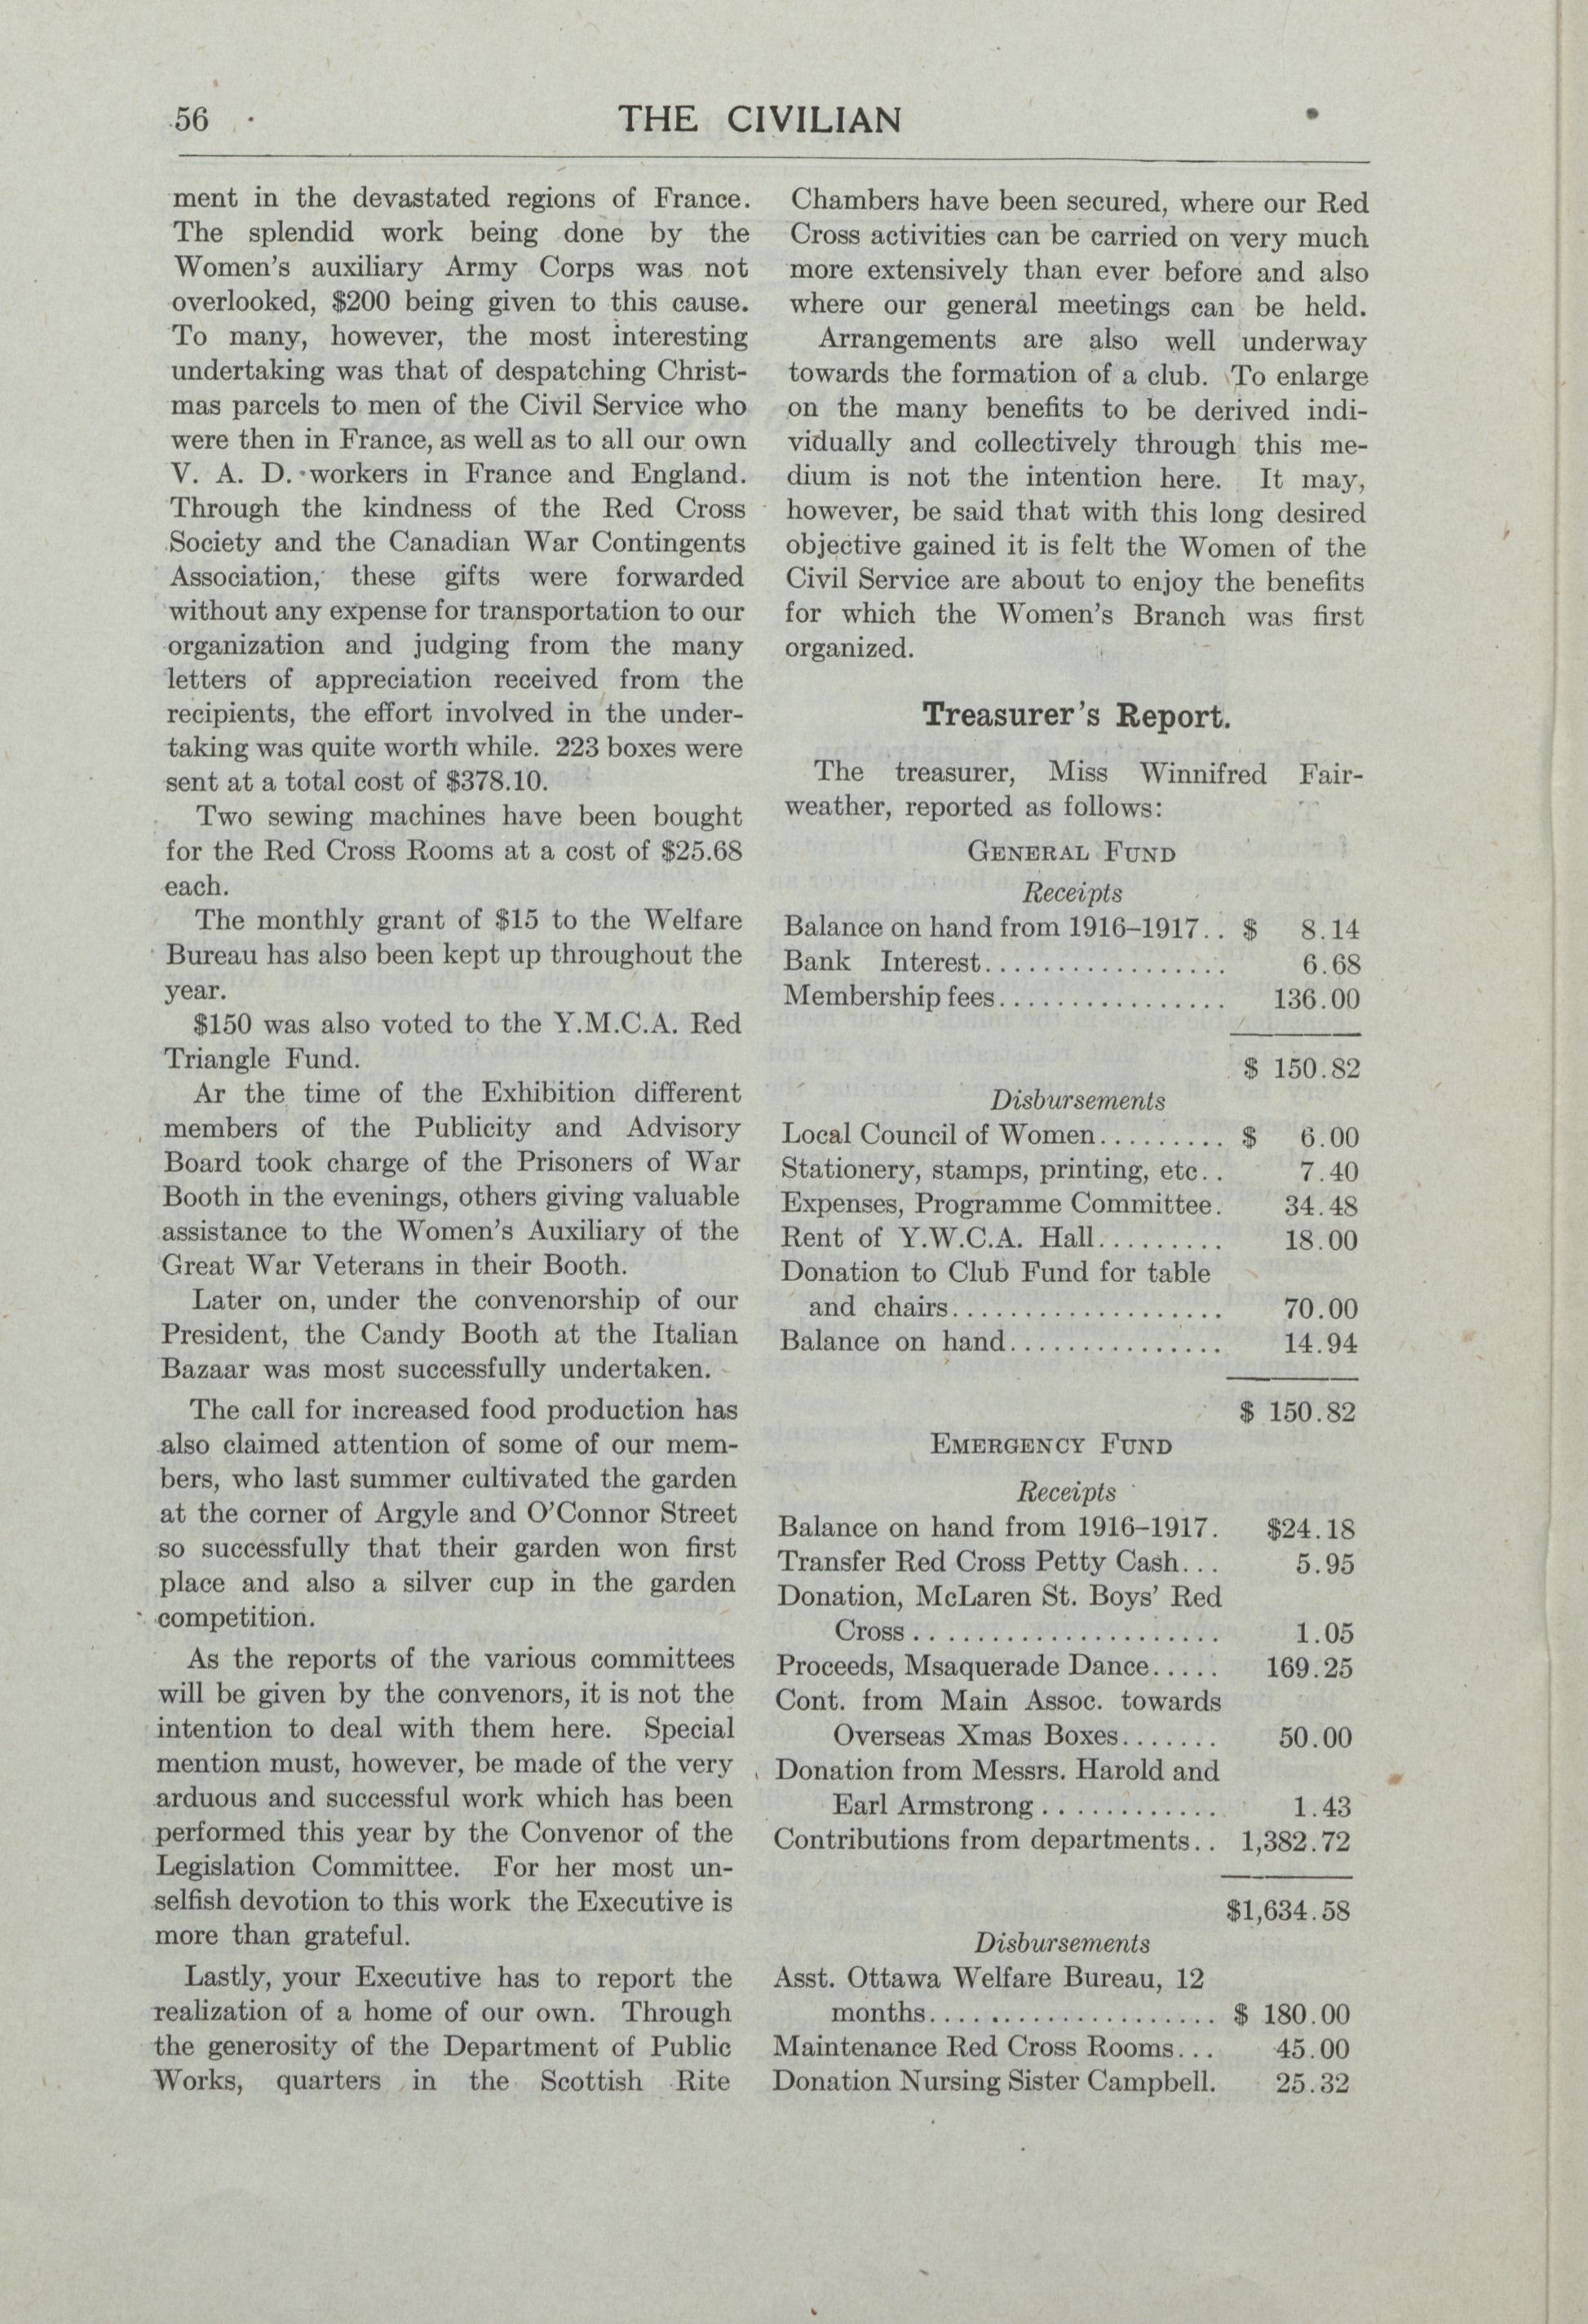 56
THE CIVILIAN
ment in the devastated regions of France.
The splendid work being done by the
Women's auxiliary Army Corps was not
overlooked, $200 being given to this cause.
To many, however, the most interesting
undertaking was that of despatching Christ-
mas parcels to men of the Civil Service who
were then in France, as well as to all our own
V. A. D. workers in France and England.
Through the kindness of the Red Cross
Society and the Canadian War Contingents
Association, these gifts were forwarded
without any expense for transportation to our
organization and judging from the many
letters of appreciation received from the
recipients, the effort involved in the under-
taking was quite worth while. 223 boxes were
sent at a total cost of $378.10.
Two sewing machines have been bought
for the Red Cross Rooms at a cost of $25.68
each.
The monthly grant of $15 to the Welfare
Bureau has also been kept up throughout the
year.
$150 was also voted to the Y.M.C.A. Red
Triangle Fund.
Ar the time of the Exhibition different
members of the Publicity and Advisory
Board took charge of the Prisoners of War
Booth in the evenings, others giving valuable
assistance to the Women's Auxiliary of the
Great War Veterans in their Booth.
Later on, under the convenorship of our
President, the Candy Booth at the Italian
Bazaar was most successfully undertaken.
The call for increased food production has
also claimed attention of some of our mem-
bers, who last summer cultivated the garden
at the corner of Argyle and O'Connor Street
so successfully that their garden won first
place and also a silver cup in the garden
competition.
As the reports of the various committees
will be given by the convenors, it is not the
intention to deal with them here. Special
mention must, however, be made of the very
arduous and successful work which has been
performed this year by the Convenor of the
Legislation Committee. For her most un-
selfish devotion to this work the Executive is
more than grateful.
Lastly, your Executive has to report the
realization of a home of our own. Through
the generosity of the Department of Public
Works, quarters in the Scottish Rite
Chambers have been secured, where our Red
Cross activities can be carried on very much
more extensively than ever before and also
where our general meetings can be held.
Arrangements are also well underway
towards the formation of a club. To enlarge
on the many benefits to be derived indi-
vidually and collectively through this me-
dium is not the intention here. It may,
however, be said that with this long desired
objective gained it is felt the Women of the
Civil Service are about to enjoy the benefits
for which the Women's Branch was first
organized.
Treasurer's Report.
The treasurer, Miss Winnifred Fair-
weather, reported as follows:
GENERAL FUND
Receipts
Balance on hand from 1916–1917.. $ 8.14
Bank Interest................. 6.68
Membership fees................ 136.00
$ 150.82
Disbursements
Local Council of Women......... $ 6.00
Stationery, stamps, printing, etc.. 7.40
Expenses, Programme Committee. 34.48
Rent of Y.W.C.A. Hall......... 18.00
Donation to Club Fund for table
and chairs................... 70.00
Balance on hand............... 14.94
$ 150.82
EMERGENCY FUND
Receipts
Balance on hand from 1916–1917. $24.18
Transfer Red Cross Petty Cash... 5.95
Donation, McLaren St. Boys' Red
Cross..................... 1.05
Proceeds, Msaquerade Dance..... 169.25
Cont. from Main Assoc. towards
Overseas Xmas Boxes....... 50.00
Donation from Messrs. Harold and
Earl Armstrong............ 1.43
Contributions from departments.. 1,382.72
$1,634.58
Disbursements
Asst. Ottawa Welfare Bureau, 12
months.................... $ 180.00
Maintenance Red Cross Rooms... 45.00
Donation Nursing Sister Campbell. 25.32